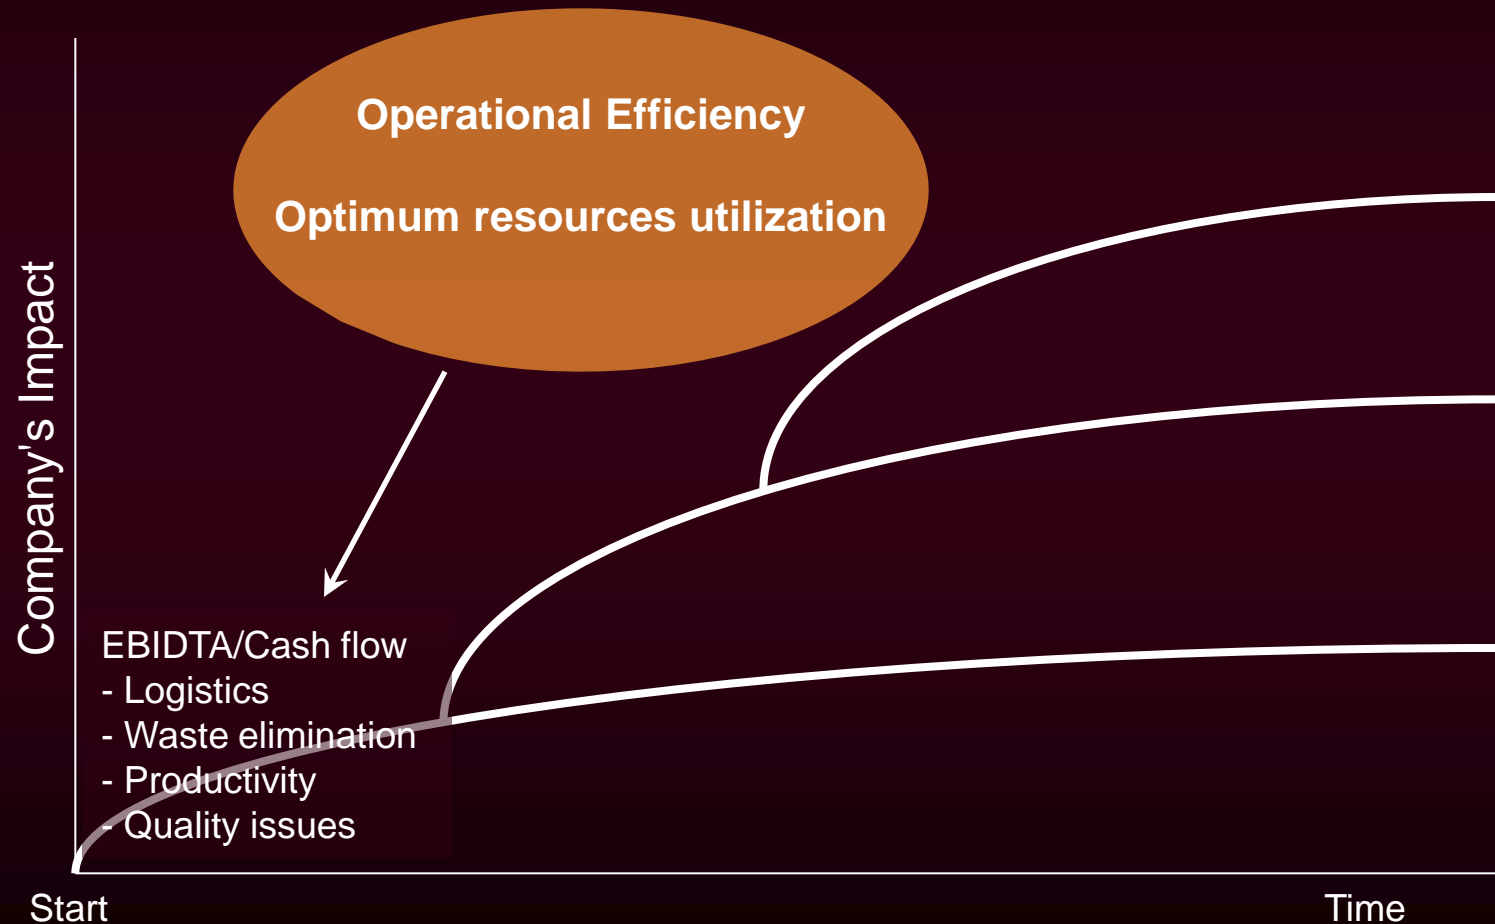 Operational Efficiency
Optimum resources utilization
Company's Impact
EBIDTA/Cash flow
- Logistics
- Waste elimination
- Productivity
- Quality issues
Start
Time